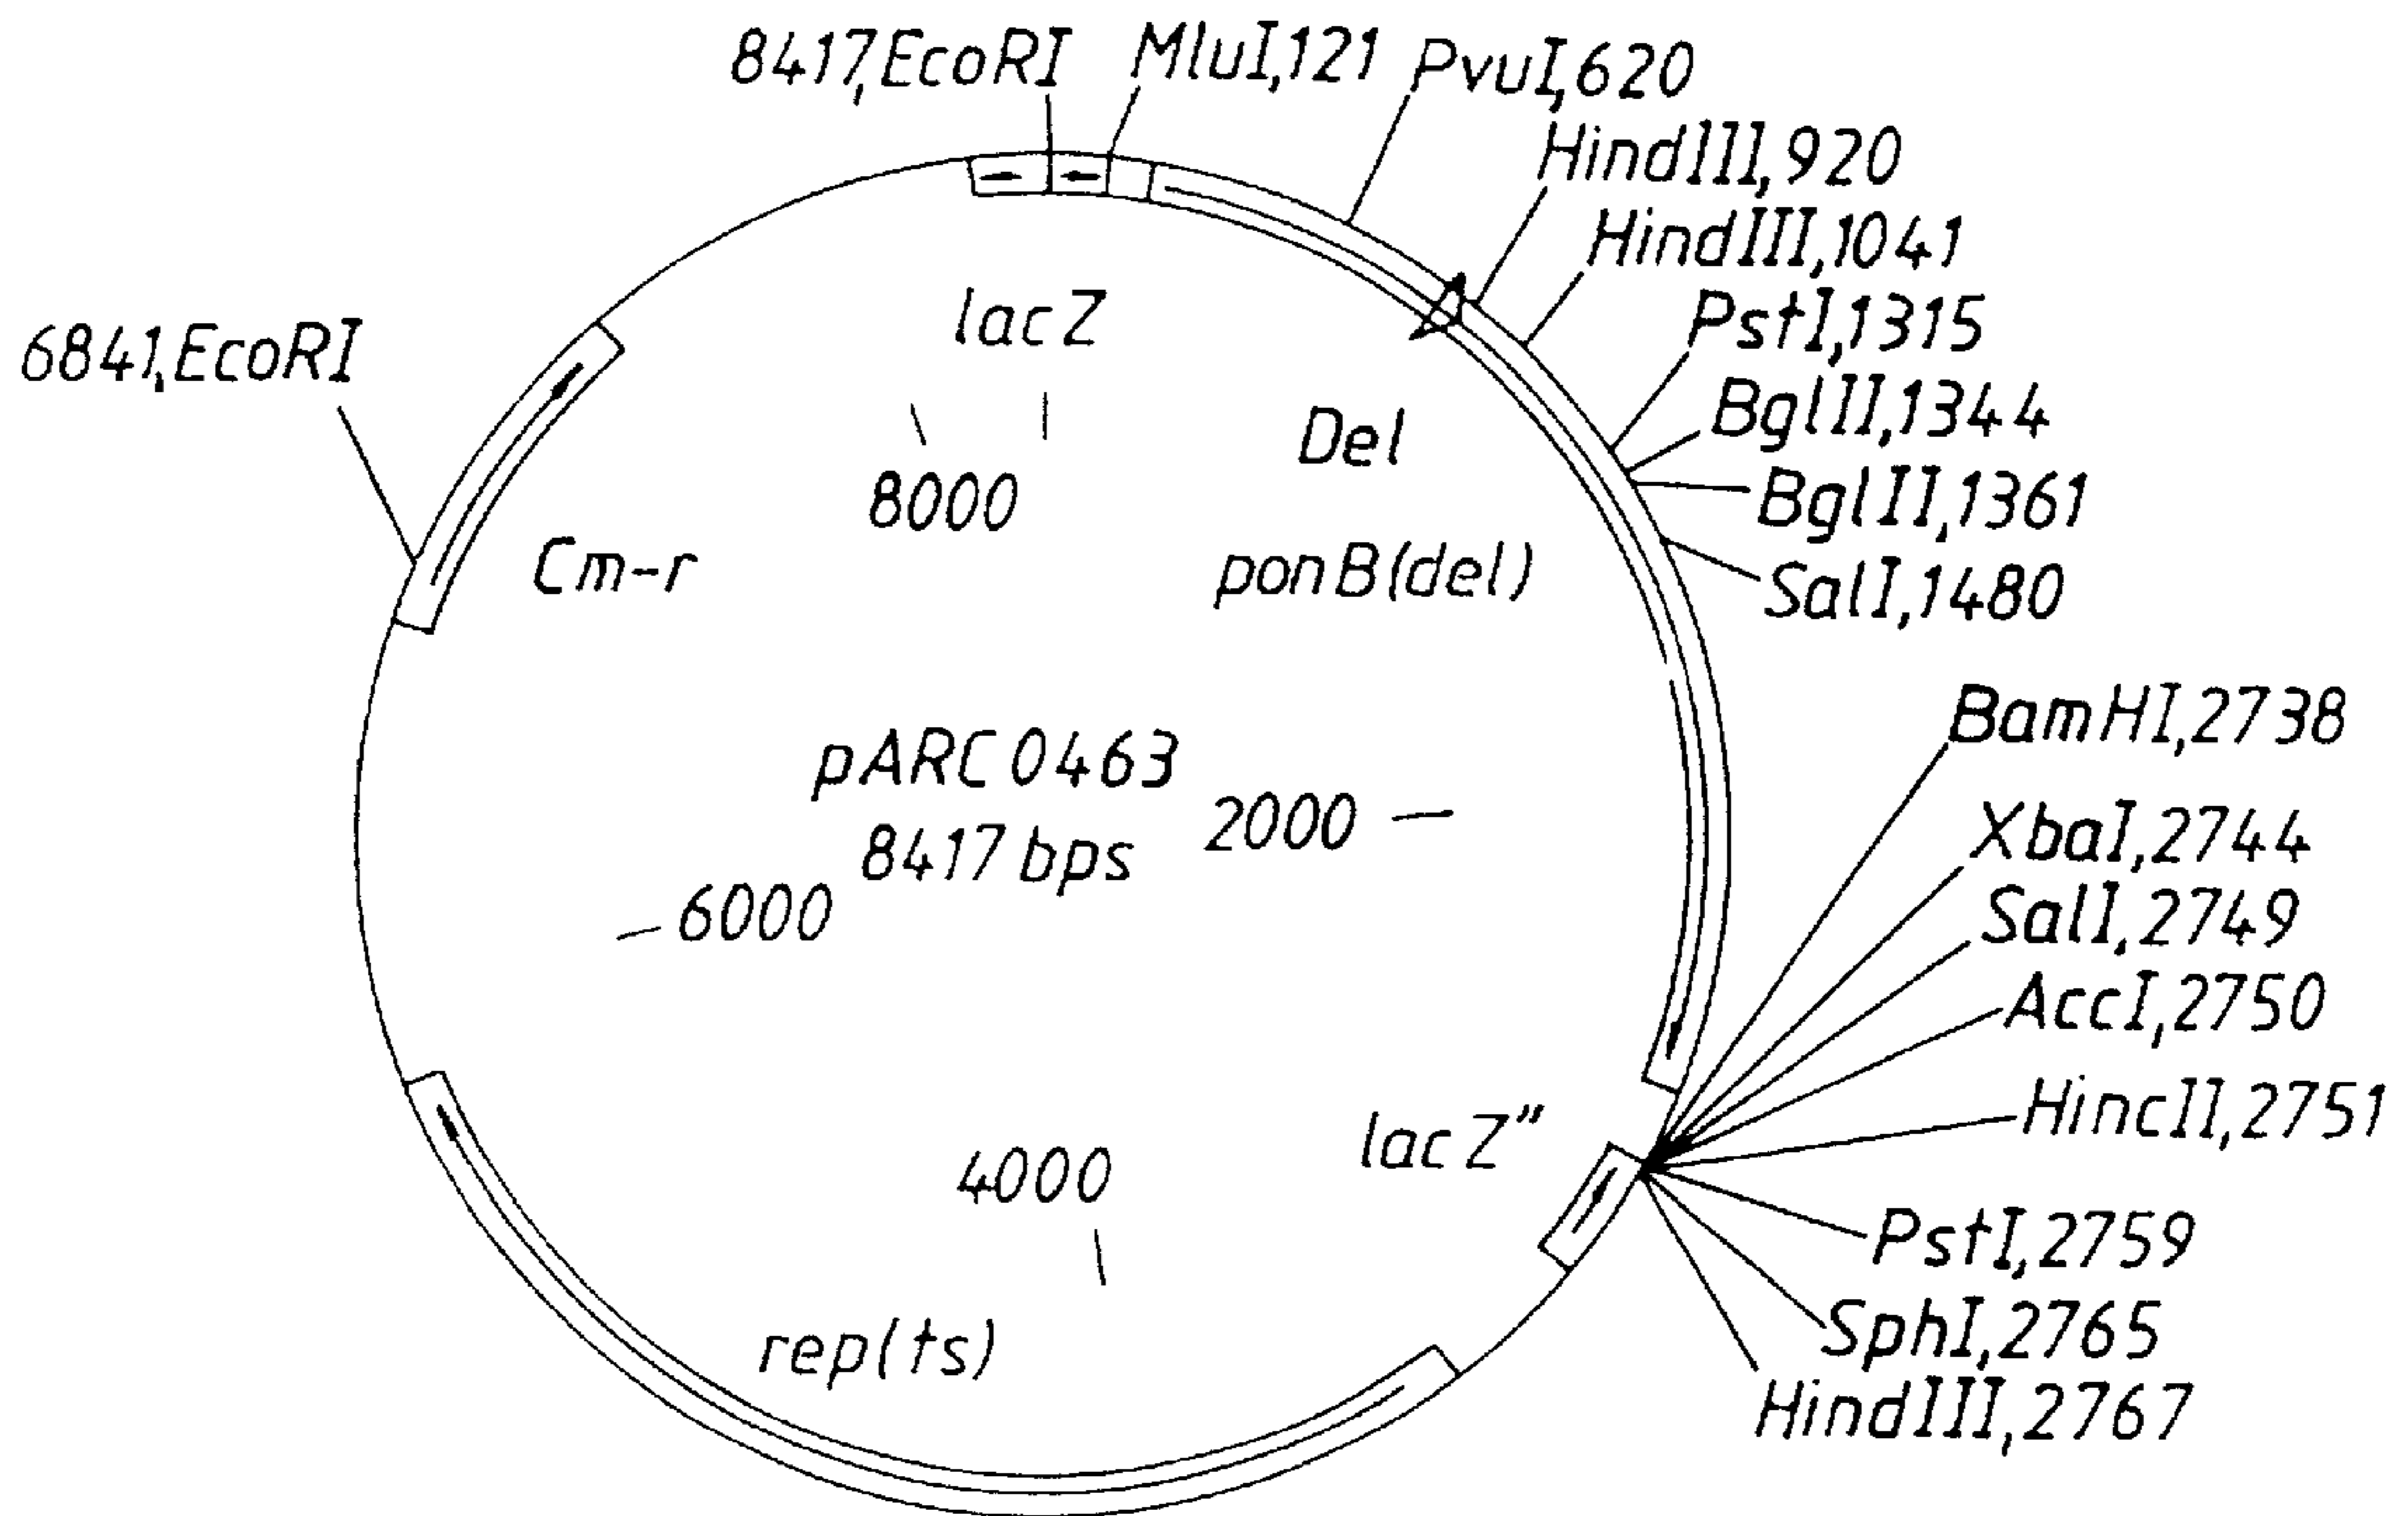 8417,EcoRI
MluI,121
PvuI,620
HindIII,920
HindIII,1041
PstI,1315
BglII,1344
BglII,1361
SalI,1480
6841,EcoRI
lacZ
8000
Del
Cm-r
ponB(del)
pARC0463
8417bps
2000
6000
BamHI,2738
XbaI,2744
SalI,2749
AccI,2750
HincII,2751
PstI,2759
SphI,2765
HindIII,2767
lacZ"
4000
rep(ts)